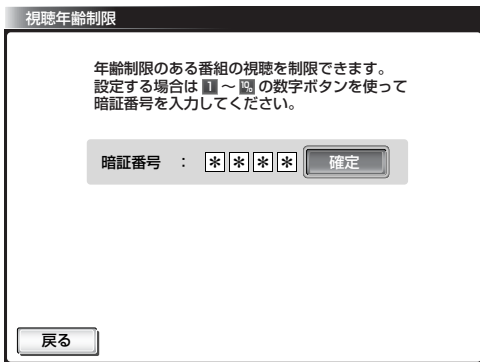 視聴年齢制限
年齢制限のある番組の視聴を制限できます。
設定する場合は 1 ～ 10 の数字ボタンを使って
暗証番号を入力してください。
暗証番号 ： ＊ ＊ ＊ ＊ 確定
戻る